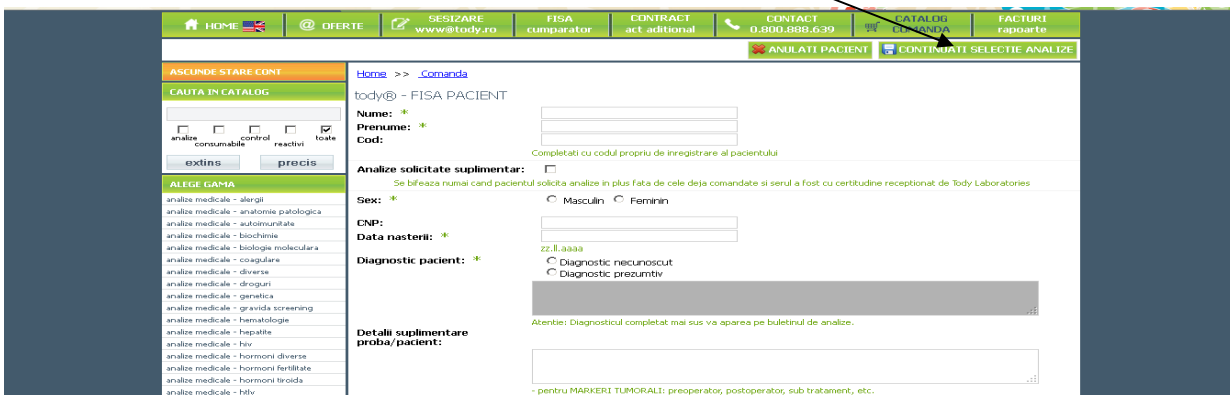 HOME
@ OFERTE
SESIZARE
www@tody.ro
FISA
cumparator
CONTRACT
act aditional
CONTACT
0.800.888.639
CATALOG
COMANDA
FACTURI
rapoarte
ANULATI PACIENT
CONTINUATI SELECTIE ANALIZE
ASCUNDE STARE CONT
CAUTA IN CATALOG
analize
consumabile
control
reactivi
toate
extins
precis
ALEGE GAMA
analize medicale - alergii
analize medicale - anatomie patologica
analize medicale - autoimunitate
analize medicale - biochimie
analize medicale - biologie moleculara
analize medicale - coagulare
analize medicale - diverse
analize medicale - droguri
analize medicale - genetica
analize medicale - gravida screening
analize medicale - hematologie
analize medicale - hepatite
analize medicale - hiv
analize medicale - hormoni diverse
analize medicale - hormoni fertilitate
analize medicale - hormoni tiroida
analize medicale - htlv
Home >> Comanda
tody® - FISA PACIENT
Nume: *
Prenume: *
Cod:
Completati cu codul propriu de inregistrare al pacientului
Analize solicitate suplimentar:
Se bifeaza numai cand pacientul solicita analize in plus fata de cele deja comandate si serul a fost cu certitudine receptionat de Tody Laboratories
Sex: * Masculin Feminin
CNP:
Data nasterii: *
zz.ll.aaaa
Diagnostic pacient: * Diagnostic necunoscut
Diagnostic prezumtiv
Atentie: Diagnosticul completat mai sus va aparea pe buletinul de analize.
Detalii suplimentare
proba/pacient:
- pentru MARKERI TUMORALI: preoperator, postoperator, sub tratament, etc.